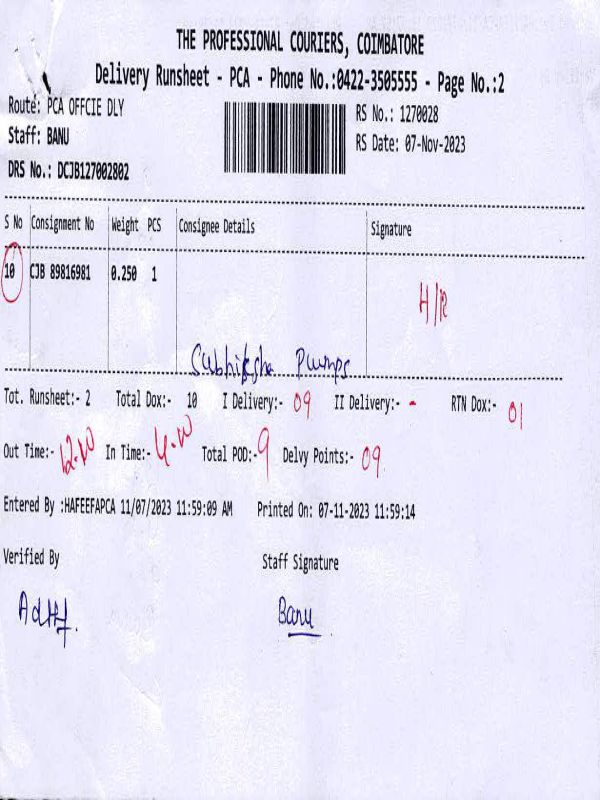 THE PROFESSIONAL COURIERS, COIMBATORE
Delivery Runsheet - PCA - Phone No.:0422-3505555 - Page No.:2
Route: PCA OFFCIE DLY RS No.: 1270028
Staff: BANU RS Date: 07-Nov-2023
DRS No.: DCJB127002802
S No Consignment No Weight PCS Consignee Details Signature
10 CJB 89816981 0.250 1
H/R
Subhiksha Pumps
Tot. Runsheet:- 2 Total Dox:- 10 I Delivery:- 09 II Delivery:- - RTN Dox:- 01
Out Time:- In Time:- Total POD:- 9 Delvy Points:- 09
Entered By :HAFEEFAPCA 11/07/2023 11:59:09 AM Printed On: 07-11-2023 11:59:14
Verified By Staff Signature
Banu